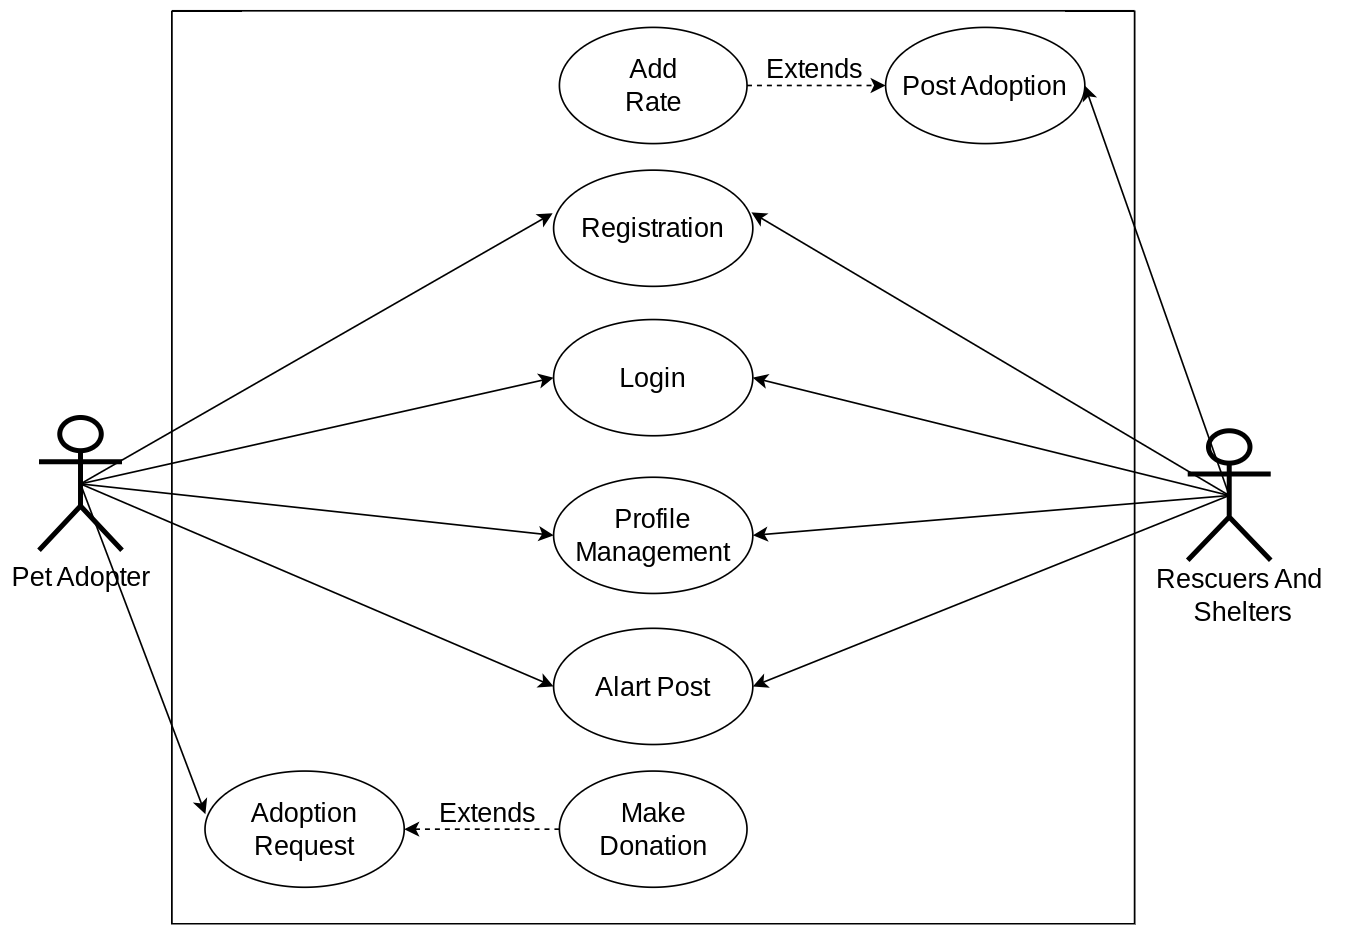 Add
Rate
Extends
Post Adoption
Registration
Login
Profile
Management
Pet Adopter
Rescuers And
Shelters
Alart Post
Adoption
Request
Extends
Make
Donation